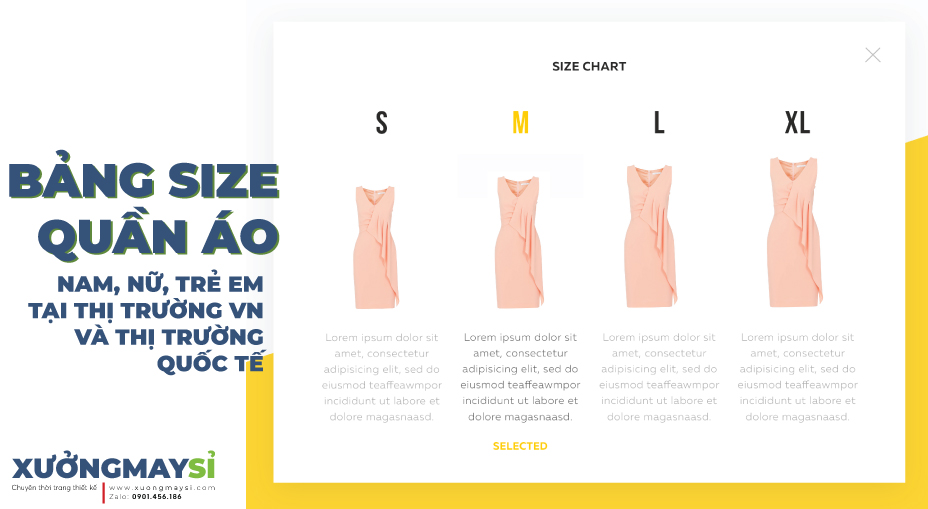 BẢNG SIZE
QUẦN ÁO
NAM, NỮ, TRẺ EM
TẠI THỊ TRƯỜNG VN
VÀ THỊ TRƯỜNG
QUỐC TẾ
XƯỞNGMAYSỈ
Chuyên thời trang thiết kế
www.xuongmaysi.com
Zalo: 0901.456.186
SIZE CHART
S
Lorem ipsum dolor sit
amet, consectetur
adipisicing elit, sed do
eiusmod teaffeawmpor
incididunt ut labore et
dolore magasnaasd.
M
Lorem ipsum dolor sit
amet, consectetur
adipisicing elit, sed do
eiusmod teaffeawmpor
incididunt ut labore et
dolore magasnaasd.
SELECTED
L
Lorem ipsum dolor sit
amet, consectetur
adipisicing elit, sed do
eiusmod teaffeawmpor
incididunt ut labore et
dolore magasnaasd.
XL
Lorem ipsum dolor sit
amet, consectetur
adipisicing elit, sed do
eiusmod teaffeawmpor
incididunt ut labore et
dolore magasnaasd.